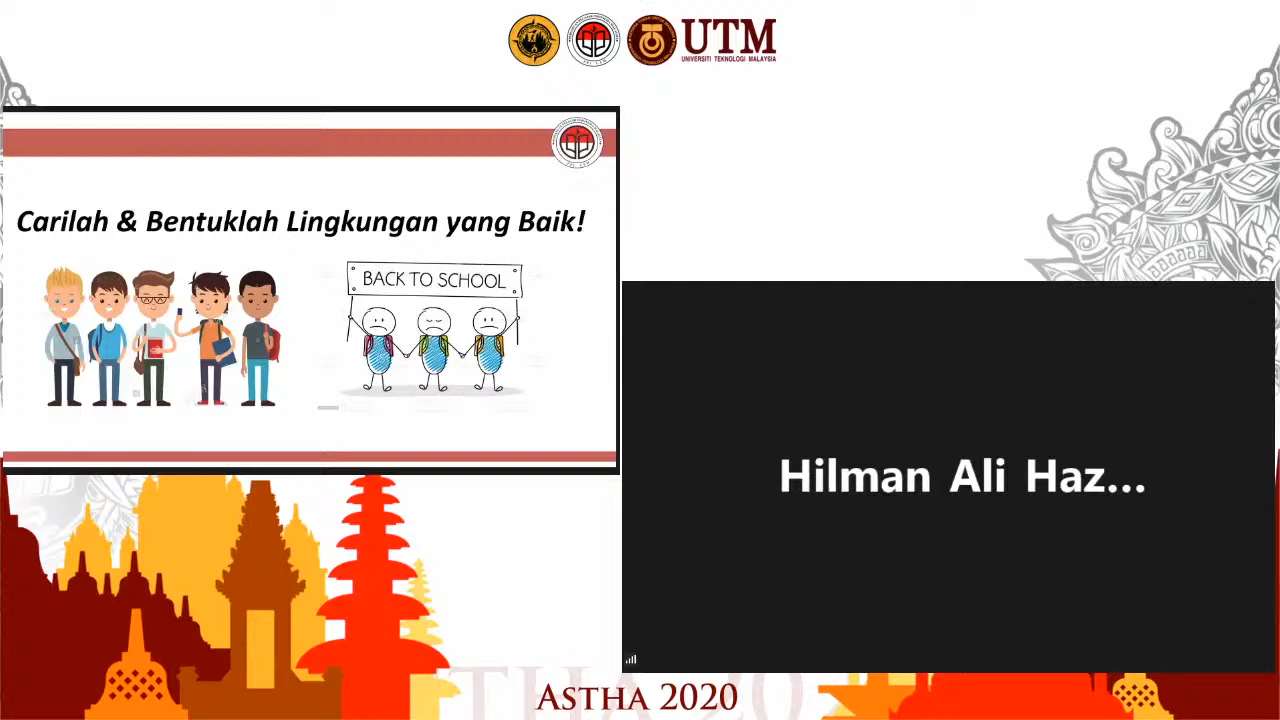 UTM
UNIVERSITI TEKNOLOGI MALAYSIA
Carilah & Bentuklah Lingkungan yang Baik!
BACK TO SCHOOL
Hilman Ali Haz...
ASTHA 2020